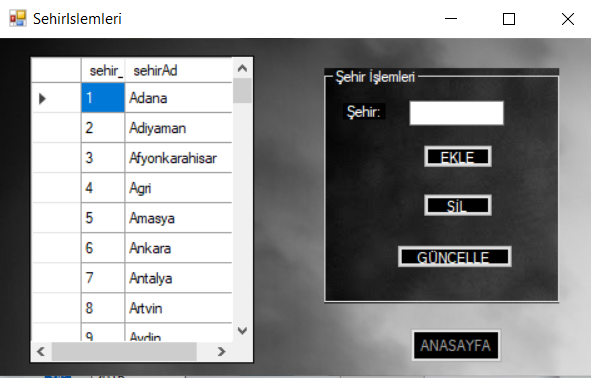 SehirIslemleri
sehir_ sehirAd
1 Adana
2 Adiyaman
3 Afyonkarahisar
4 Agri
5 Amasya
6 Ankara
7 Antalya
8 Artvin
9 Aydin
Şehir İşlemleri
Şehir:
EKLE
SİL
GÜNCELLE
ANASAYFA